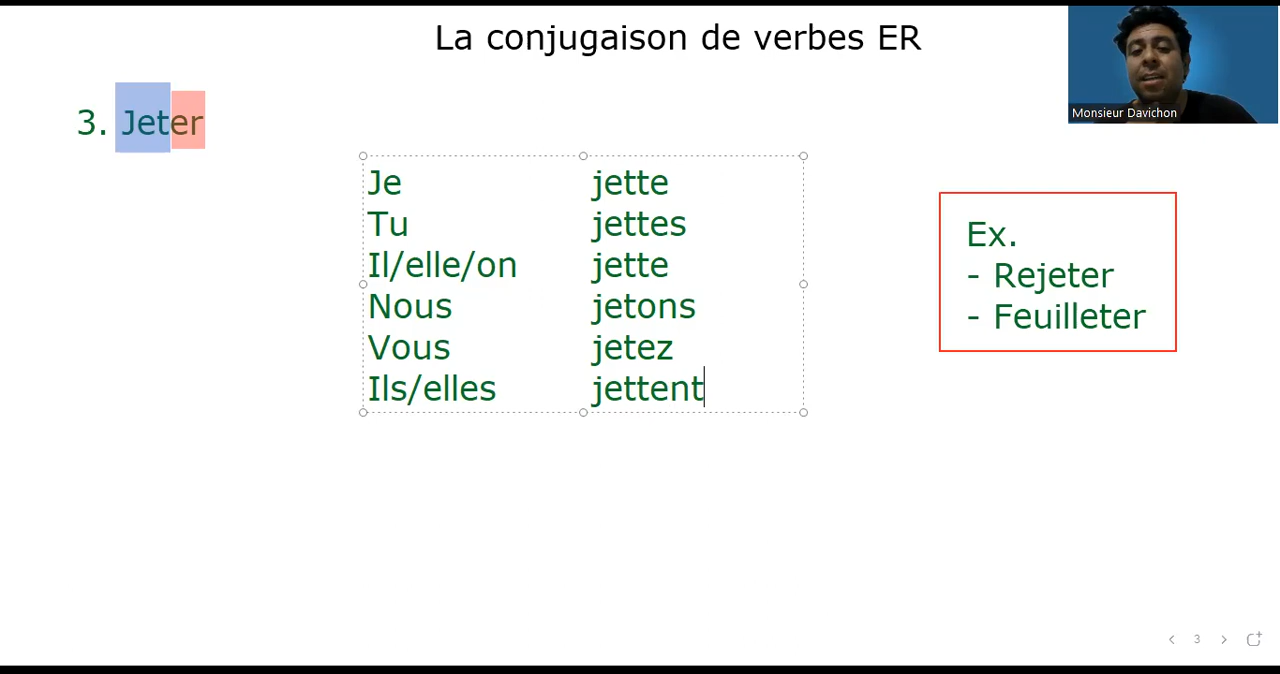 La conjugaison de verbes ER
Monsieur Davichon
3. Jeter
Je jette
Tu jettes
Il/elle/on jette
Nous jetons
Vous jetez
Ils/elles jettent
Ex.
- Rejeter
- Feuilleter
3